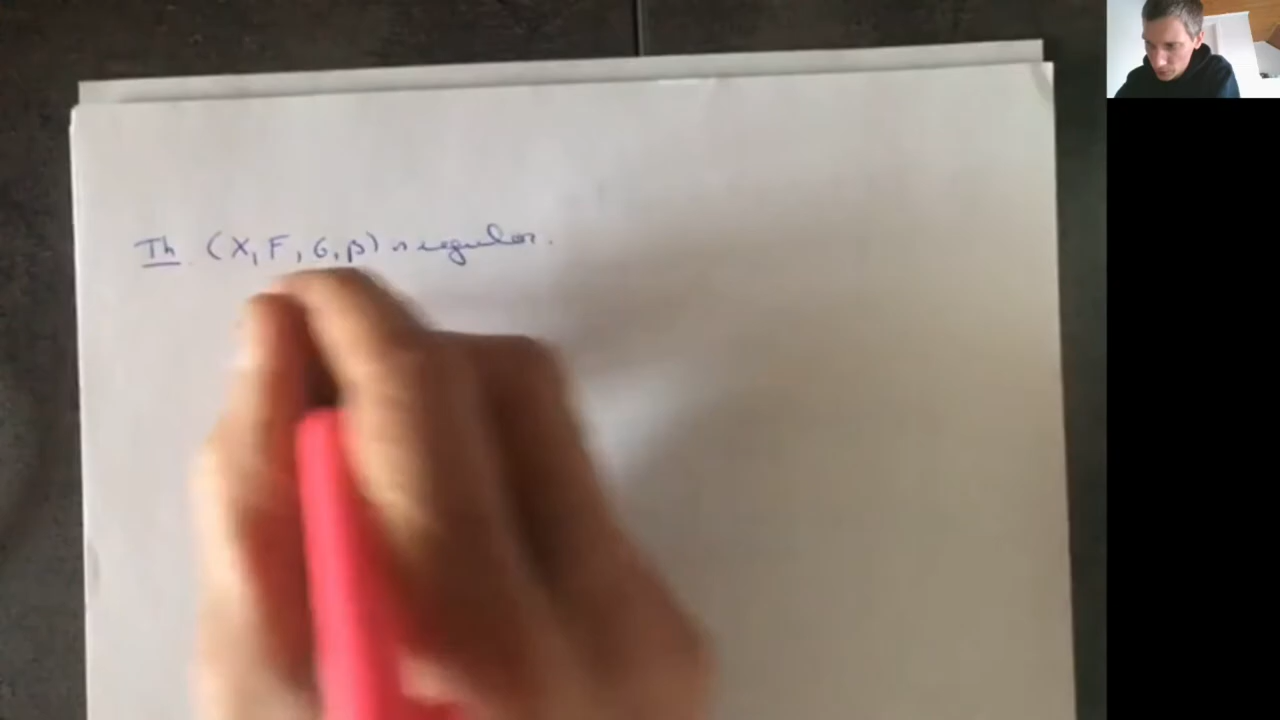 Th (X, F, G, β) is regular.